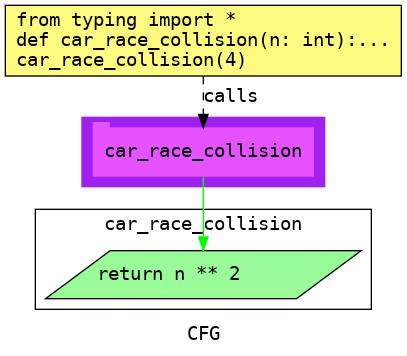 from typing import *
def car_race_collision(n: int):...
car_race_collision(4)
calls
car_race_collision
car_race_collision
return n ** 2
CFG